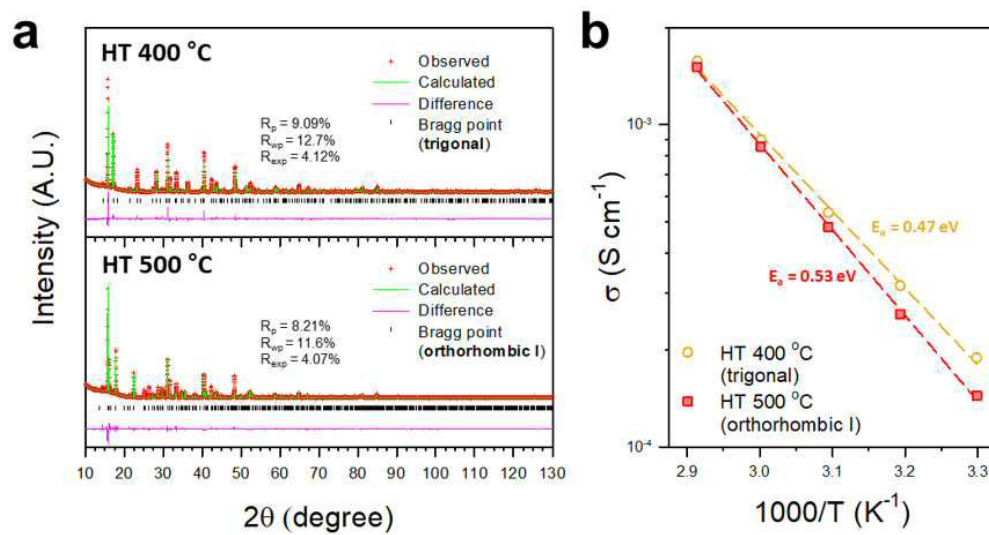 a
HT 400 °C
Observed
Calculated
Difference
Bragg point
(trigonal)
Rp = 9.09%
Rwp = 12.7%
Rexp = 4.12%
HT 500 °C
Observed
Calculated
Difference
Bragg point
(orthorhombic I)
Rp = 8.21%
Rwp = 11.6%
Rexp = 4.07%
Intensity (A.U.)
10 20 30 40 50 60 70 80 90 100 110 120 130
2θ (degree)
b
10⁻³
10⁻⁴
σ (S cm⁻¹)
Ea = 0.47 eV
Ea = 0.53 eV
HT 400 °C
(trigonal)
HT 500 °C
(orthorhombic I)
2.9 3.0 3.1 3.2 3.3
1000/T (K⁻¹)